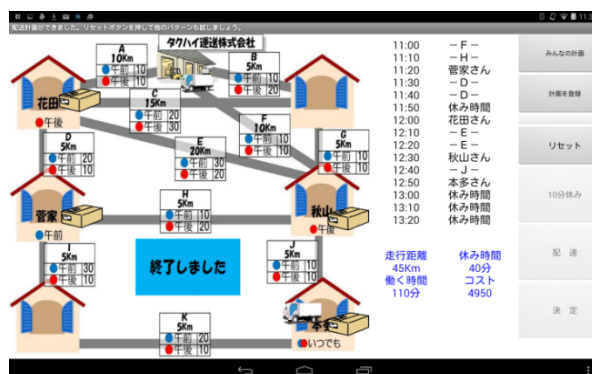 配送計画ができました。リセットボタンを押して他のパターンも試しましょう。
タクハイ運送株式会社
A
10Km
午前 10
午後 10
B
5Km
午前 10
午後 20
C
15Km
午前 20
午後 30
花田
午後
D
5Km
午前 20
午後 10
E
20Km
午前 30
午後 20
F
10Km
午前 10
午後 10
G
5Km
午前 10
午後 10
H
5Km
午前 10
午後 20
菅家
午前
秋山
午後
I
5Km
午前 30
午後 10
終了しました
J
5Km
午前 10
午後 10
K
5Km
午前 20
午後 10
本多
いつでも
11:00 －F－
11:10 －H－
11:20 菅家さん
11:30 －D－
11:40 －D－
11:50 休み時間
12:00 花田さん
12:10 －E－
12:20 －E－
12:30 秋山さん
12:40 －J－
12:50 本多さん
13:00 休み時間
13:10 休み時間
13:20 休み時間
走行距離 休み時間
45Km 40分
働く時間 コスト
110分 4950
みんなの計画
計画を登録
リセット
10分休み
配 達
決 定